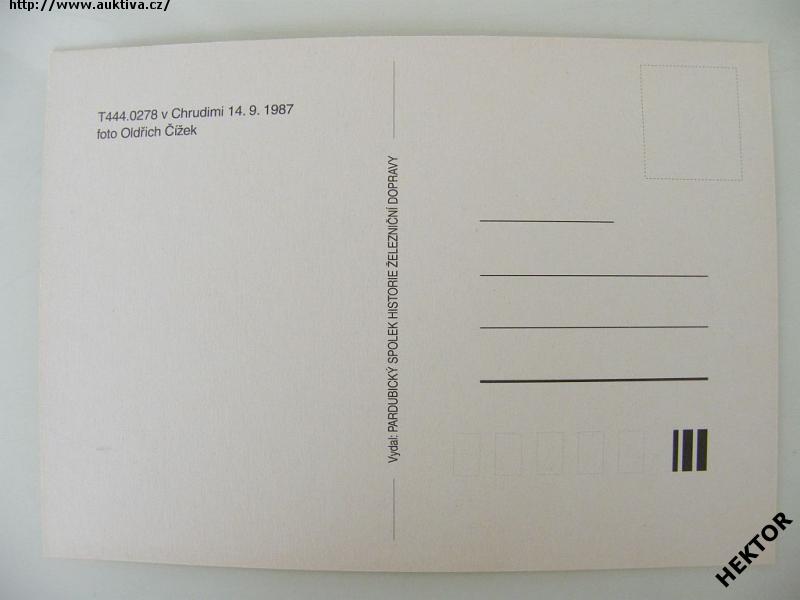 http://www.auktiva.cz/
T444.0278 v Chrudimi 14. 9. 1987
foto Oldřich Čížek
Vydal: PARDUBICKÝ SPOLEK HISTORIE ŽELEZNIČNÍ DOPRAVY
HEKTOR